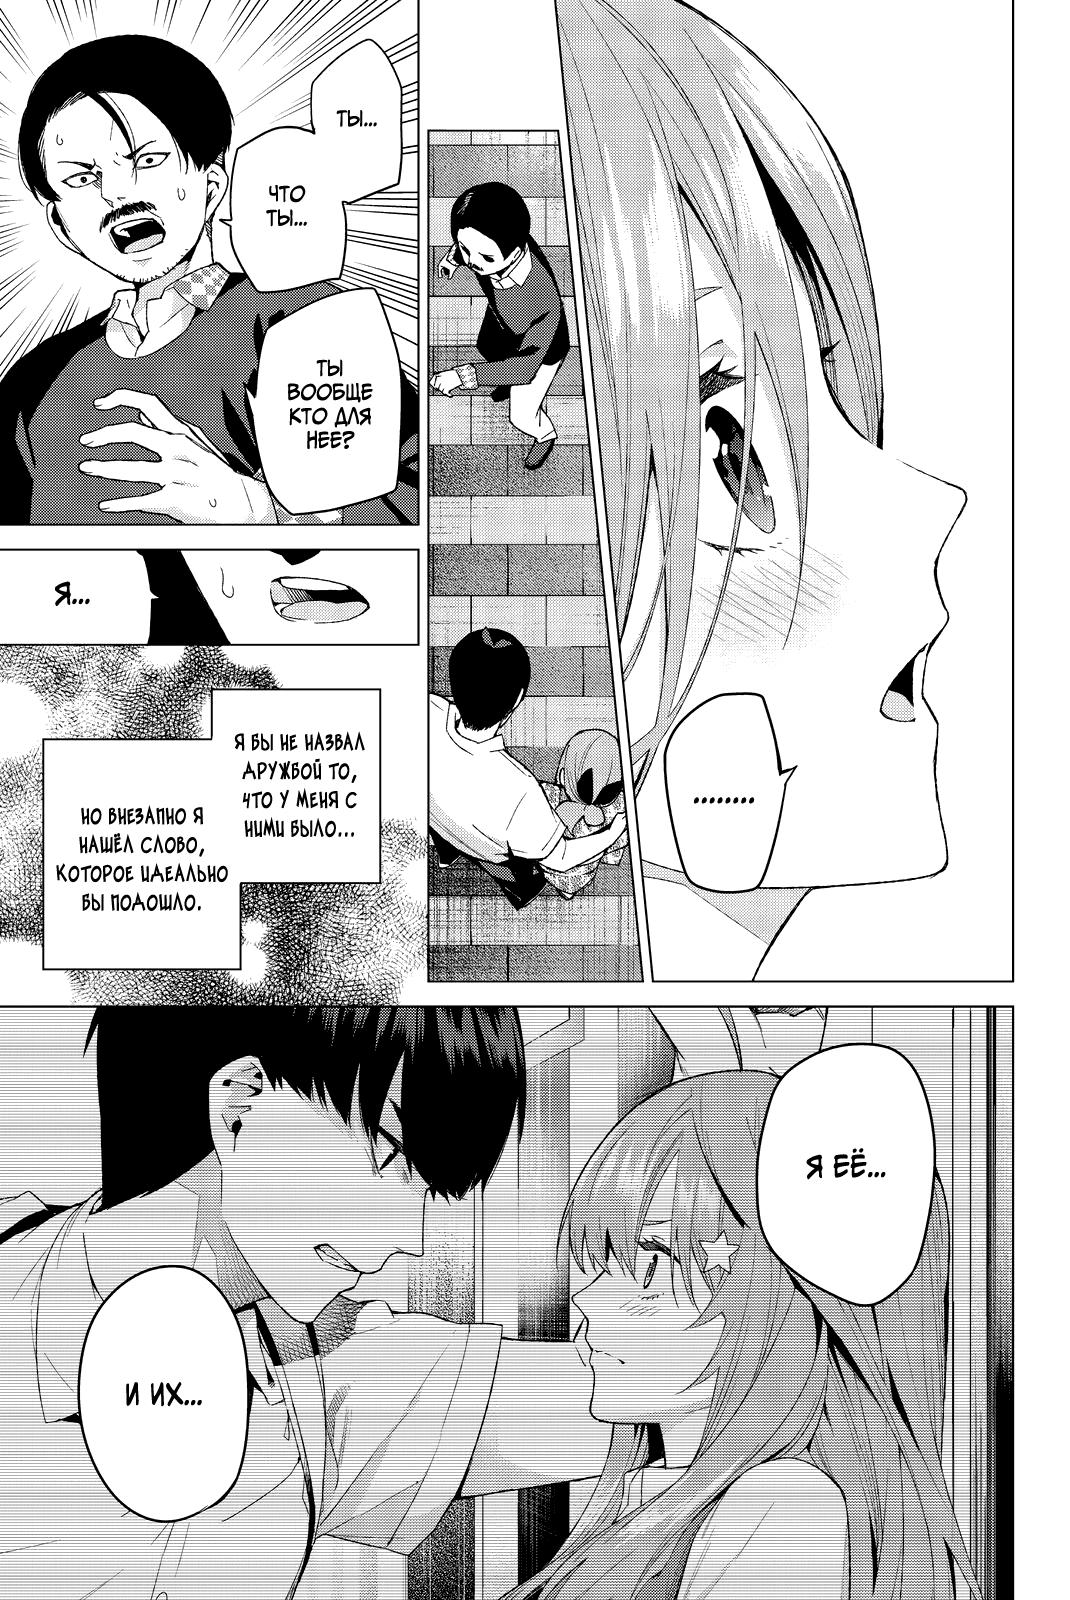 .........
Ты...
Что
ты...
Ты
вообще
кто для
неё?
Я...
Я бы не назвал
дружбой то,
что у меня с
ними было...
Но внезапно я
нашёл слово,
которое идеально
бы подошло.
Я её...
И их...